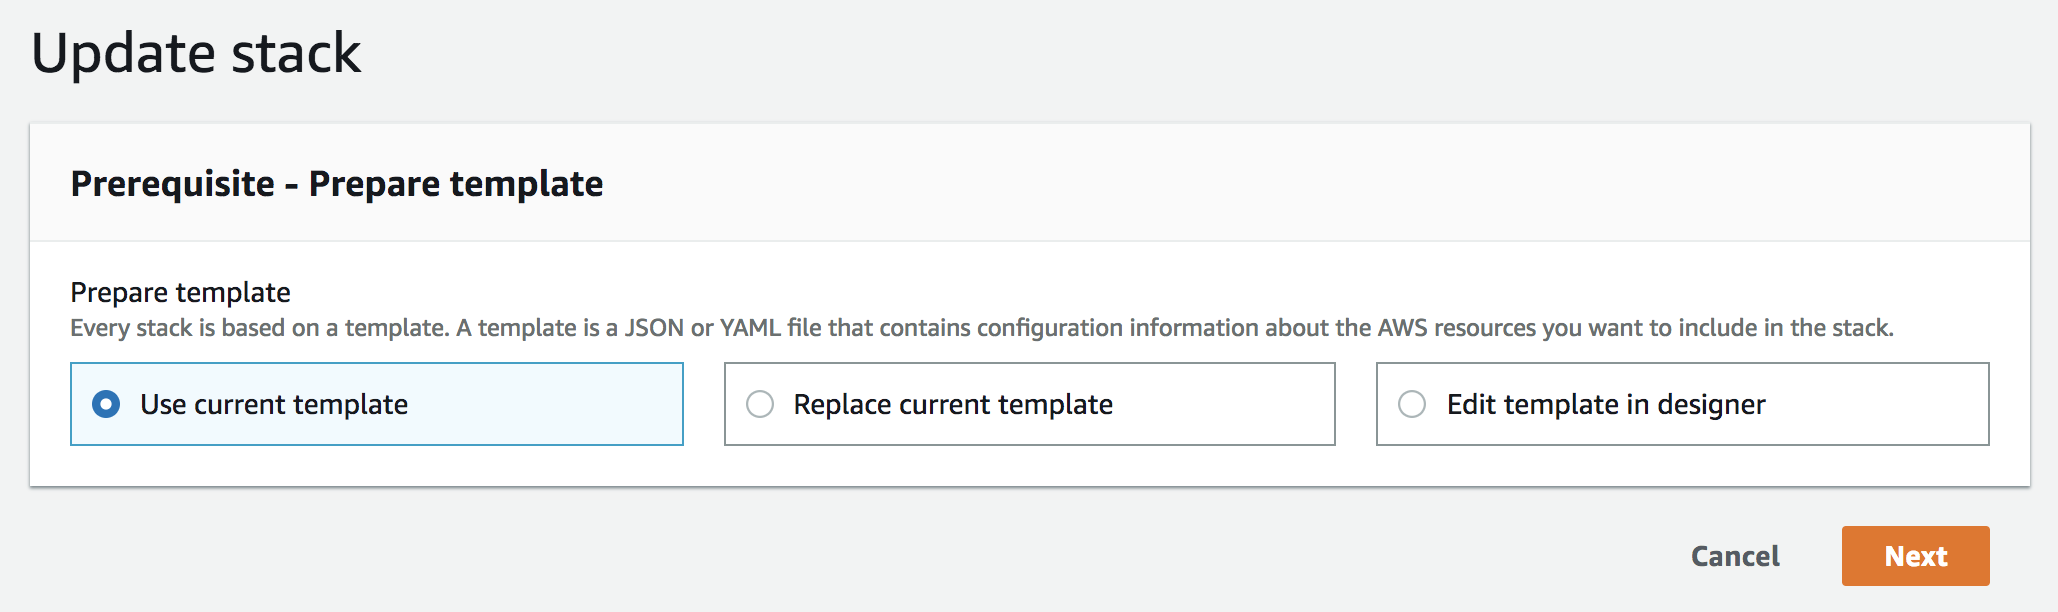 Update stack
Prerequisite - Prepare template
Prepare template
Every stack is based on a template. A template is a JSON or YAML file that contains configuration information about the AWS resources you want to include in the stack.
Use current template
Replace current template
Edit template in designer
Cancel
Next